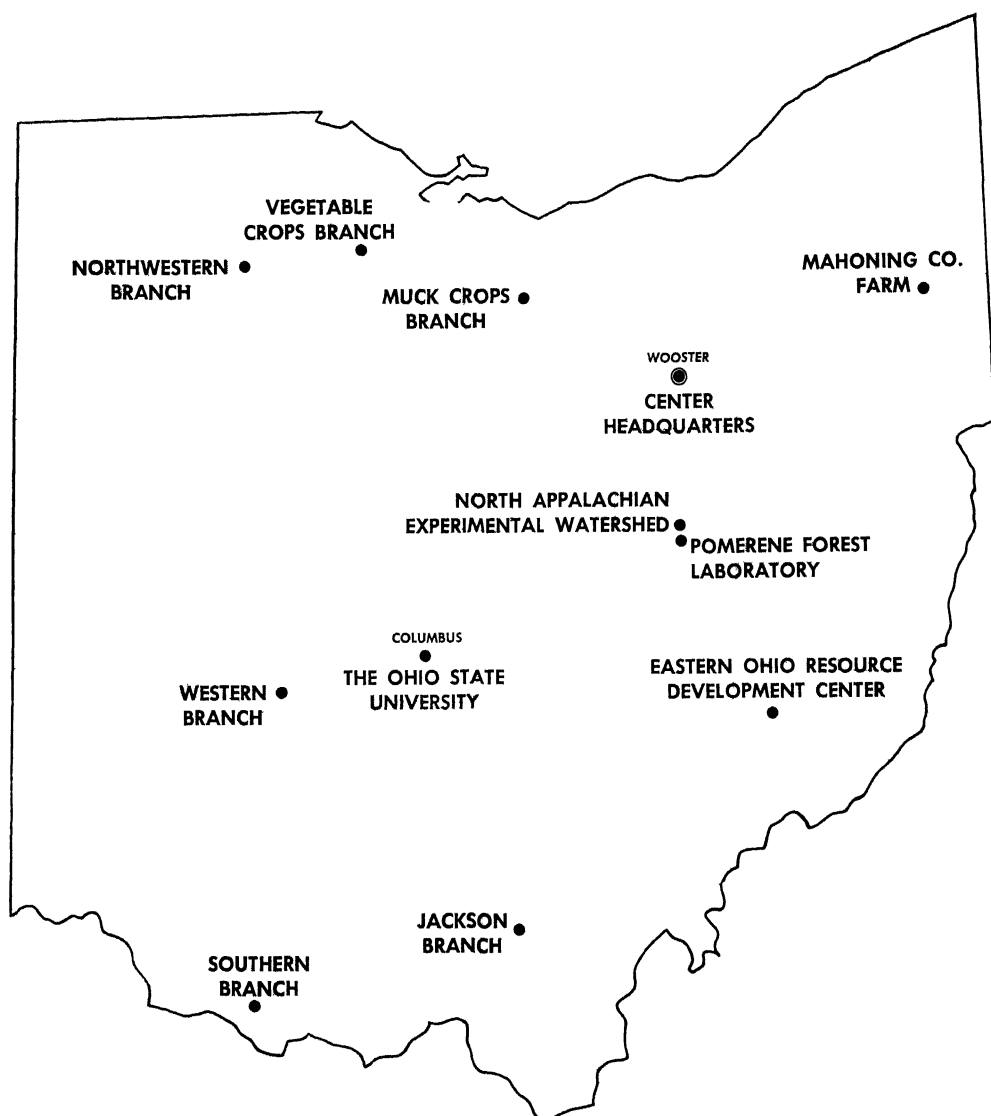 VEGETABLE
CROPS BRANCH
NORTHWESTERN
BRANCH
MUCK CROPS
BRANCH
MAHONING CO.
FARM
WOOSTER
CENTER
HEADQUARTERS
NORTH APPALACHIAN
EXPERIMENTAL WATERSHED
POMERENE FOREST
LABORATORY
COLUMBUS
THE OHIO STATE
UNIVERSITY
WESTERN
BRANCH
EASTERN OHIO RESOURCE
DEVELOPMENT CENTER
JACKSON
BRANCH
SOUTHERN
BRANCH